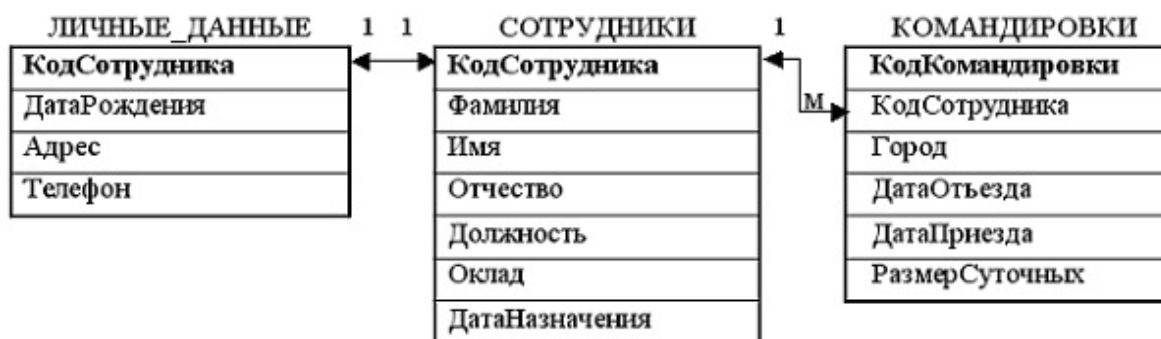 ЛИЧНЫЕ_ДАННЫЕ 1 1 СОТРУДНИКИ 1 КОМАНДИРОВКИ
КодСотрудника КодСотрудника КодКомандировки
ДатаРождения Фамилия М КодСотрудника
Адрес Имя Город
Телефон Отчество ДатаОтъезда
Должность ДатаПриезда
Оклад РазмерСуточных
ДатаНазначения